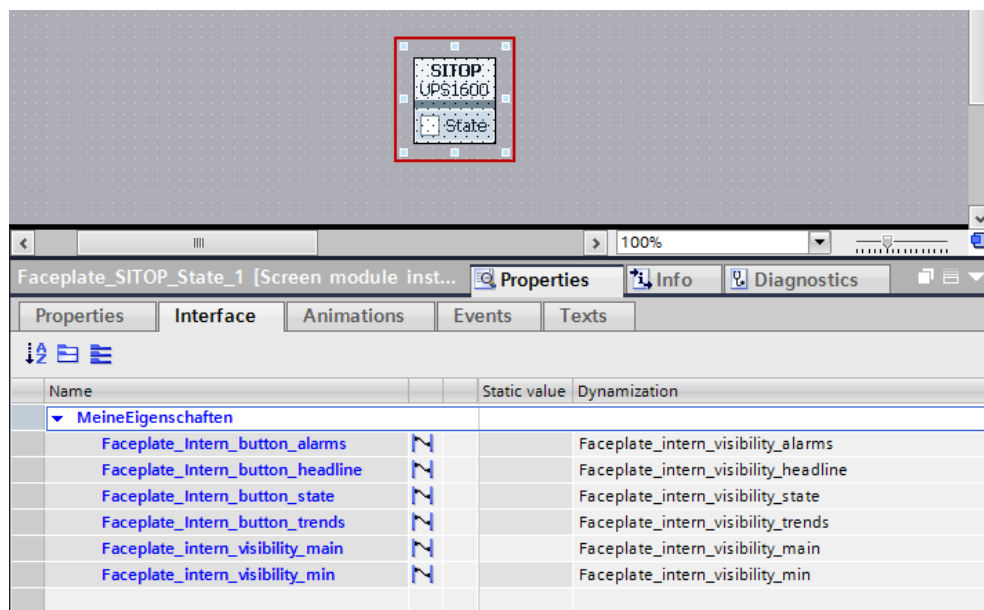 SITOP
UPS1600
State
100%
Faceplate_SITOP_State_1 [Screen module inst... Properties Info Diagnostics
Properties Interface Animations Events Texts
Name Static value Dynamization
MeineEigenschaften
Faceplate_Intern_button_alarms Faceplate_intern_visibility_alarms
Faceplate_Intern_button_headline Faceplate_intern_visibility_headline
Faceplate_Intern_button_state Faceplate_intern_visibility_state
Faceplate_Intern_button_trends Faceplate_intern_visibility_trends
Faceplate_intern_visibility_main Faceplate_intern_visibility_main
Faceplate_intern_visibility_min Faceplate_intern_visibility_min